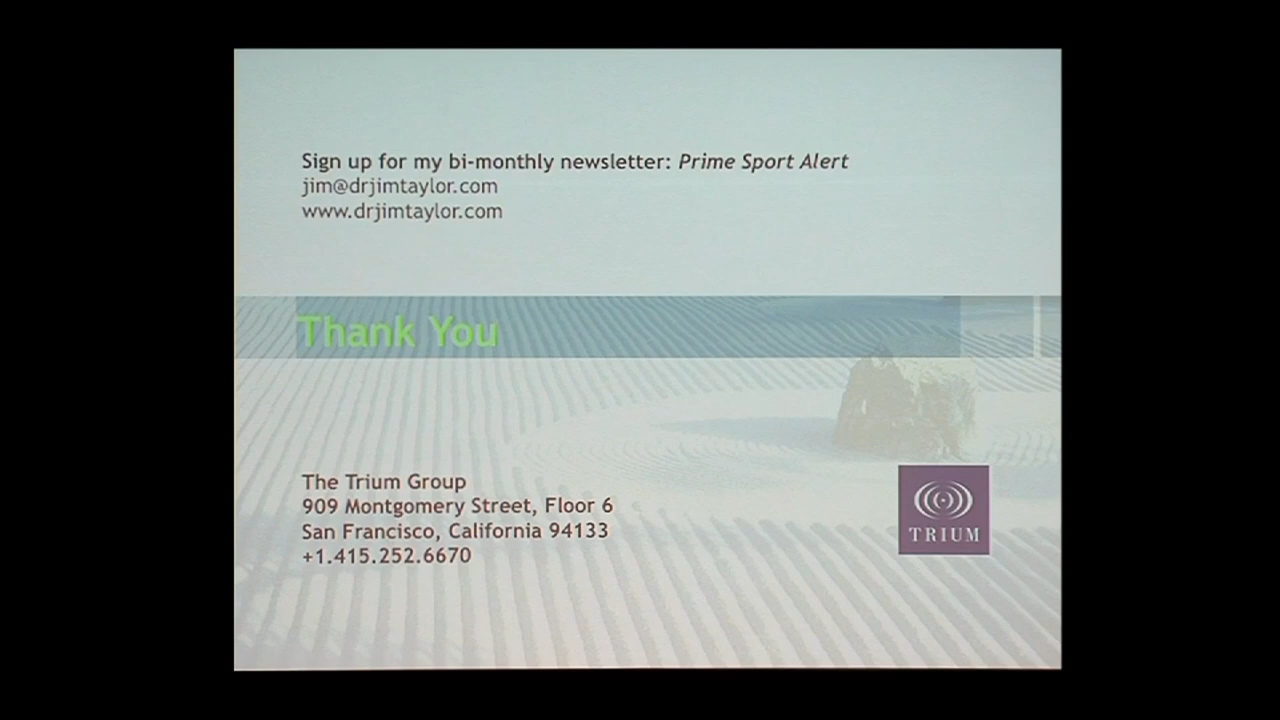 Sign up for my bi-monthly newsletter: Prime Sport Alert
jim@drjimtaylor.com
www.drjimtaylor.com
Thank You
The Trium Group
909 Montgomery Street, Floor 6
San Francisco, California 94133
+1.415.252.6670
TRIUM